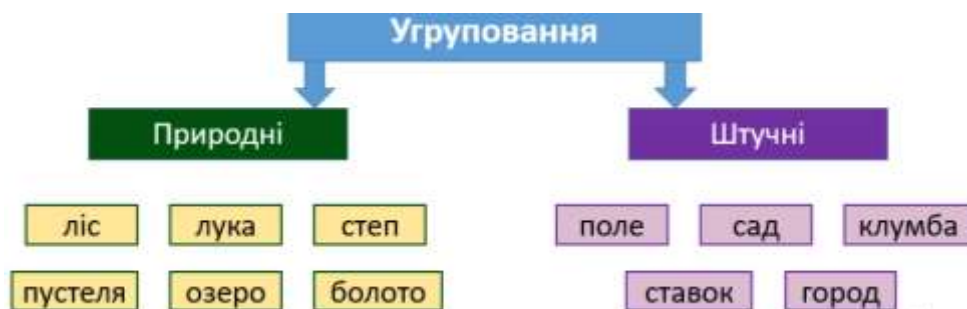 Угруповання
Природні
Штучні
ліс лука степ
поле сад клумба
пустеля озеро болото
ставок город